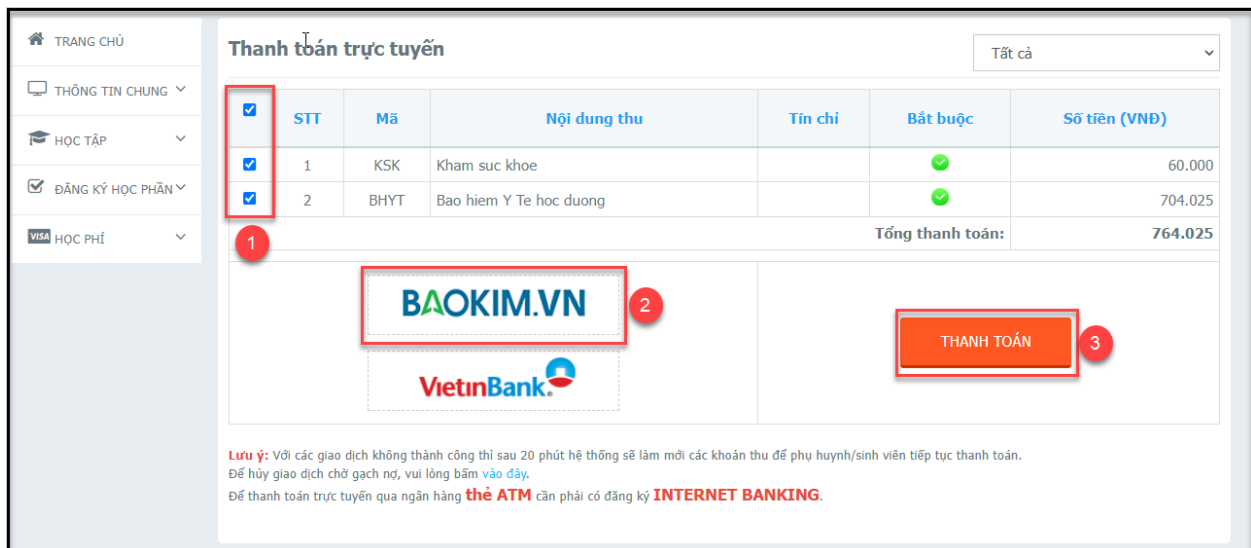 TRANG CHỦ
THÔNG TIN CHUNG
HỌC TẬP
ĐĂNG KÝ HỌC PHẦN
VISA HỌC PHÍ
Thanh toán trực tuyến
Tất cả
STT Mã Nội dung thu Tín chỉ Bắt buộc Số tiền (VNĐ)
1 KSK Kham suc khoe 60.000
2 BHYT Bao hiem Y Te hoc duong 704.025
Tổng thanh toán: 764.025
1
BAOKIM.VN 2
VietinBank
THANH TOÁN 3
Lưu ý: Với các giao dịch không thành công thì sau 20 phút hệ thống sẽ làm mới các khoản thu để phụ huynh/sinh viên tiếp tục thanh toán.
Để hủy giao dịch chờ gạch nợ, vui lòng bấm vào đây.
Để thanh toán trực tuyến qua ngân hàng thẻ ATM cần phải có đăng ký INTERNET BANKING.